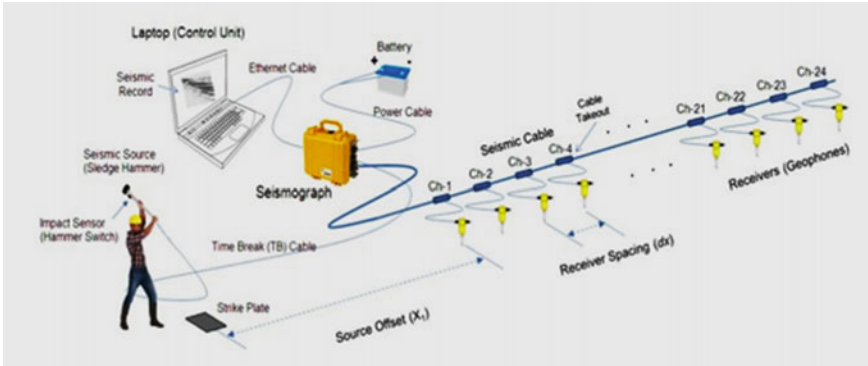 Laptop (Control Unit)
Battery
+ -
Ethernet Cable
Seismic
Record
Power Cable
Cable
Takeout
Ch-21
Ch-22
Ch-23
Ch-24
Seismic Cable
Seismic Source
(Sledge Hammer)
Seismograph
Ch-1
Ch-2
Ch-3
Ch-4
. . .
. . .
Receivers (Geophones)
Impact Sensor
(Hammer Switch)
Time Break (TB) Cable
Receiver Spacing (dx)
Strike Plate
Source Offset (X₁)